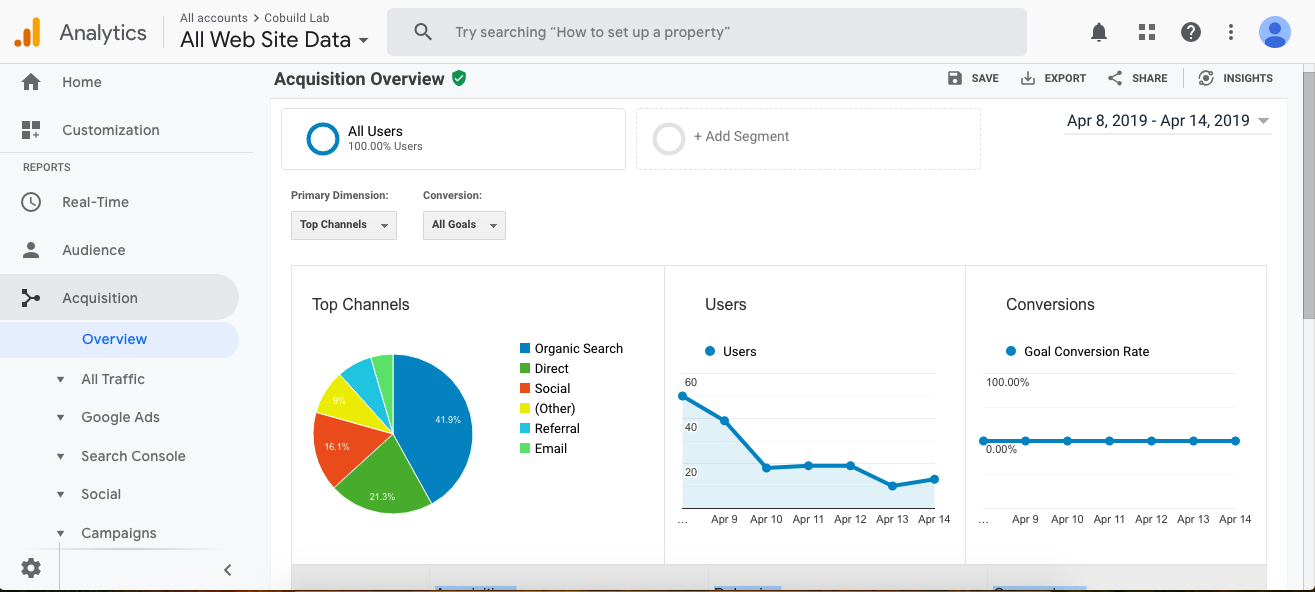 Analytics
All accounts > Cobuild Lab
All Web Site Data
Try searching “How to set up a property”
Home
Customization
REPORTS
Real-Time
Audience
Acquisition
Overview
All Traffic
Google Ads
Search Console
Social
Campaigns
Acquisition Overview
SAVE
EXPORT
SHARE
INSIGHTS
All Users
100.00% Users
+ Add Segment
Apr 8, 2019 - Apr 14, 2019
Primary Dimension:
Conversion:
Top Channels
All Goals
Top Channels
Organic Search
Direct
Social
(Other)
Referral
Email
41.9%
21.3%
16.1%
9%
Users
Users
60
40
20
... Apr 9 Apr 10 Apr 11 Apr 12 Apr 13 Apr 14
Conversions
Goal Conversion Rate
100.00%
0.00%
... Apr 9 Apr 10 Apr 11 Apr 12 Apr 13 Apr 14